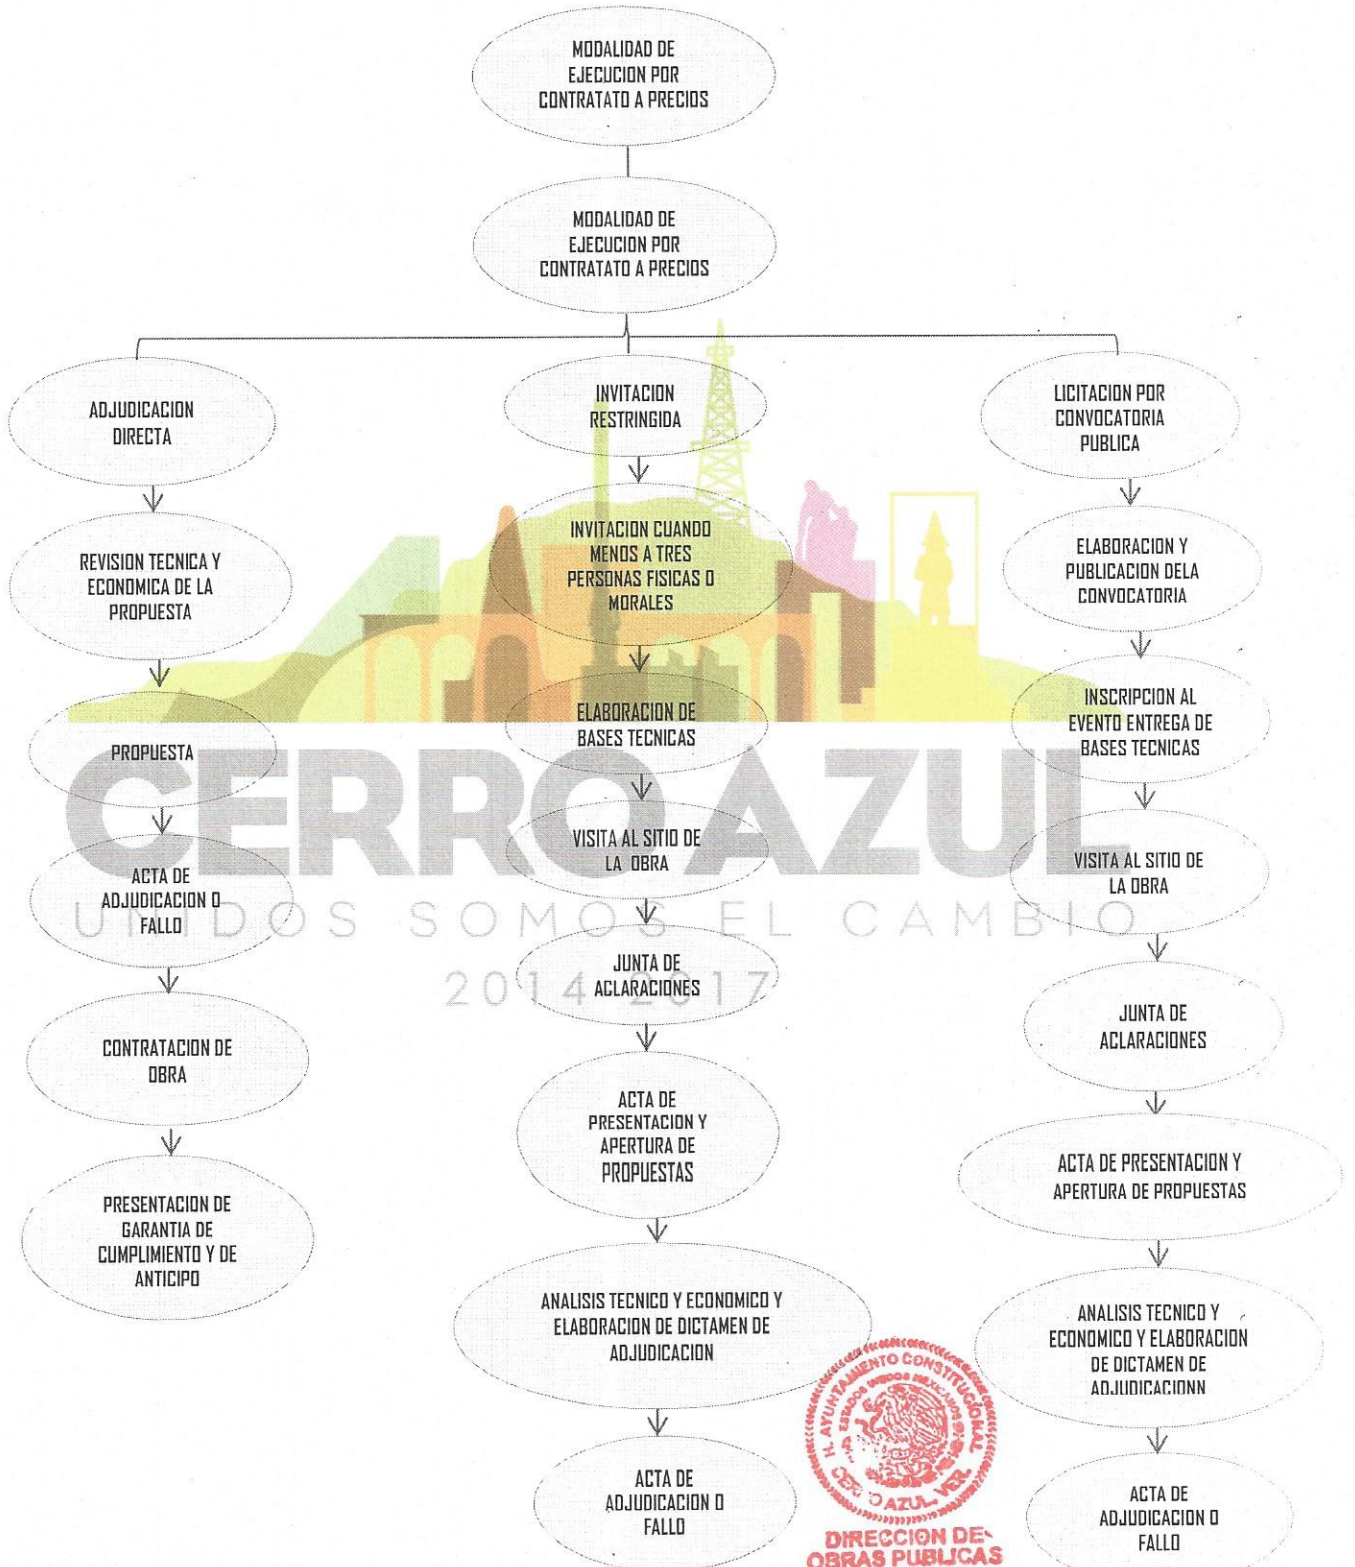 MODALIDAD DE
EJECUCION POR
CONTRATATO A PRECIOS
MODALIDAD DE
EJECUCION POR
CONTRATATO A PRECIOS
ADJUDICACION
DIRECTA
REVISION TECNICA Y
ECONOMICA DE LA
PROPUESTA
PROPUESTA
ACTA DE
ADJUDICACION O
FALLO
CONTRATACION DE
OBRA
PRESENTACION DE
GARANTIA DE
CUMPLIMIENTO Y DE
ANTICIPO
INVITACION
RESTRINGIDA
INVITACION CUANDO
MENOS A TRES
PERSONAS FISICAS O
MORALES
ELABORACION DE
BASES TECNICAS
VISITA AL SITIO DE
LA OBRA
JUNTA DE
ACLARACIONES
ACTA DE
PRESENTACION Y
APERTURA DE
PROPUESTAS
ANALISIS TECNICO Y ECONOMICO Y
ELABORACION DE DICTAMEN DE
ADJUDICACION
ACTA DE
ADJUDICACION O
FALLO
LICITACION POR
CONVOCATORIA
PUBLICA
ELABORACION Y
PUBLICACION DELA
CONVOCATORIA
INSCRIPCION AL
EVENTO ENTREGA DE
BASES TECNICAS
VISITA AL SITIO DE
LA OBRA
JUNTA DE
ACLARACIONES
ACTA DE PRESENTACION Y
APERTURA DE PROPUESTAS
ANALISIS TECNICO Y
ECONOMICO Y ELABORACION
DE DICTAMEN DE
ADJUDICACIONN
ACTA DE
ADJUDICACION O
FALLO
CERRO AZUL
UNIDOS SOMOS EL CAMBIO
2014 2017
H. AYUNTAMIENTO CONSTITUCIONAL
ESTADOS UNIDOS MEXICANOS
CERRO AZUL, VER.
DIRECCION DE
OBRAS PUBLICAS